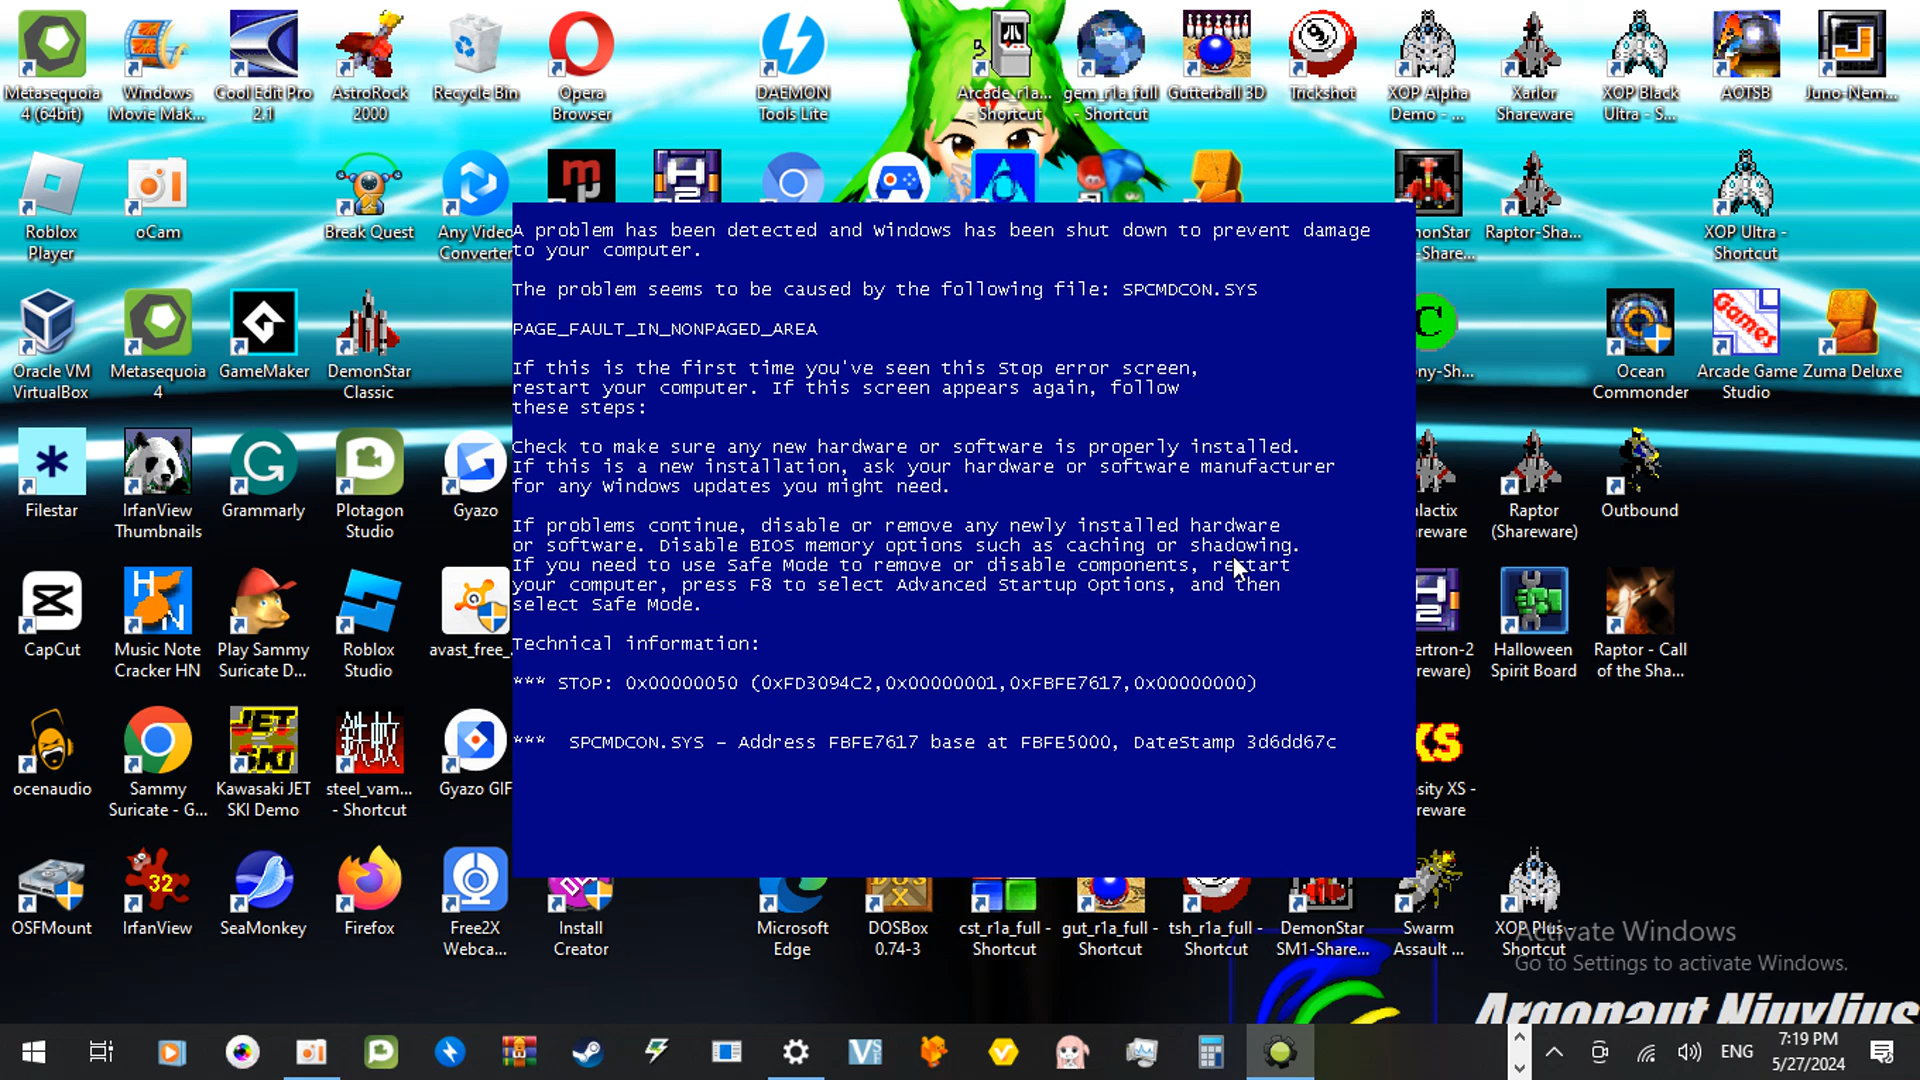 Metasequoia
4 (64bit)
Windows
Movie Mak...
Cool Edit Pro
2.1
AstroRock
2000
Recycle Bin
Opera
Browser
DAEMON
Tools Lite
Arcade_r1a...
- Shortcut
gem_r1a_full
- Shortcut
Gutterball 3D
Trickshot
XOP Alpha
Demo - ...
Xarlor
Shareware
XOP Black
Ultra - S...
AOTSB
Juno-Nem...
Roblox
Player
oCam
Break Quest
Any Video
Converter
Raptor-Sha...
XOP Ultra -
Shortcut
A problem has been detected and Windows has been shut down to prevent damage
to your computer.
The problem seems to be caused by the following file: SPCMDCON.SYS
PAGE_FAULT_IN_NONPAGED_AREA
If this is the first time you've seen this Stop error screen,
restart your computer. If this screen appears again, follow
these steps:
Check to make sure any new hardware or software is properly installed.
If this is a new installation, ask your hardware or software manufacturer
for any Windows updates you might need.
If problems continue, disable or remove any newly installed hardware
or software. Disable BIOS memory options such as caching or shadowing.
If you need to use Safe Mode to remove or disable components, restart
your computer, press F8 to select Advanced Startup Options, and then
select Safe Mode.
Technical information:
*** STOP: 0x00000050 (0xFD3094C2,0x00000001,0xFBFE7617,0x00000000)
*** SPCMDCON.SYS – Address FBFE7617 base at FBFE5000, DateStamp 3d6dd67c
Oracle VM
VirtualBox
Metasequoia
4
GameMaker
DemonStar
Classic
Ocean
Commonder
Arcade Game
Studio
Zuma Deluxe
Filestar
IrfanView
Thumbnails
Grammarly
Plotagon
Studio
Gyazo
Raptor
(Shareware)
Outbound
CapCut
Music Note
Cracker HN
Play Sammy
Suricate D...
Roblox
Studio
avast_free_
Halloween
Spirit Board
Raptor - Call
of the Sha...
ocenaudio
Sammy
Suricate - G...
Kawasaki JET
SKI Demo
steel_vam...
- Shortcut
Gyazo GIF
OSFMount
IrfanView
SeaMonkey
Firefox
Free2X
Webca...
Install
Creator
Microsoft
Edge
DOSBox
0.74-3
cst_r1a_full -
Shortcut
gut_r1a_full -
Shortcut
tsh_r1a_full -
Shortcut
DemonStar
SM1-Share...
Swarm
Assault ...
XOP Plus -
Shortcut
Activate Windows
Go to Settings to activate Windows.
Argonaut Niuvlius
ENG
7:19 PM
5/27/2024